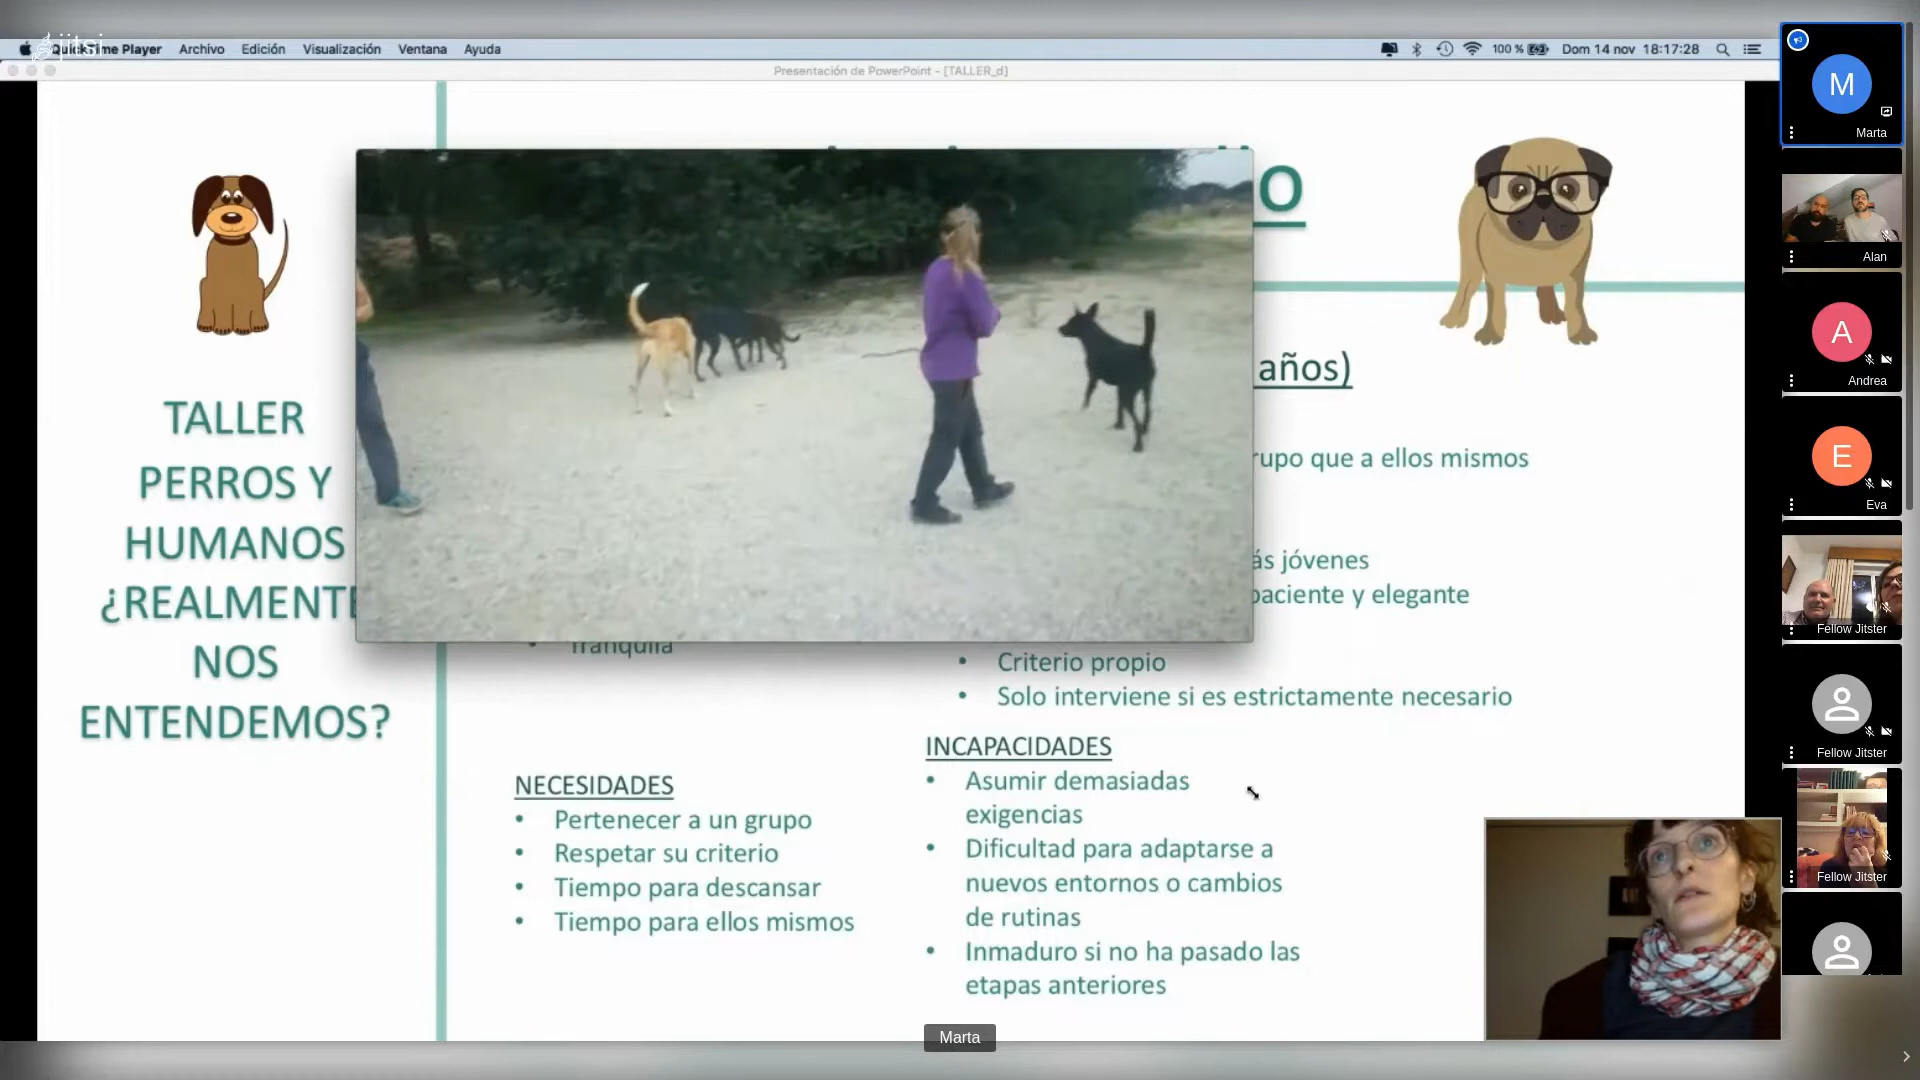 QuickTime Player Archivo Edición Visualización Ventana Ayuda 100 % Dom 14 nov 18:17:28
jitsi
Presentación de PowerPoint - [TALLER_d]
TALLER
PERROS Y
HUMANOS
¿REALMENTE
NOS
ENTENDEMOS?
o
años)
rupo que a ellos mismos
ás jóvenes
paciente y elegante
Tranquila
• Criterio propio
• Solo interviene si es estrictamente necesario
NECESIDADES
• Pertenecer a un grupo
• Respetar su criterio
• Tiempo para descansar
• Tiempo para ellos mismos
INCAPACIDADES
• Asumir demasiadas
exigencias
• Dificultad para adaptarse a
nuevos entornos o cambios
de rutinas
• Inmaduro si no ha pasado las
etapas anteriores
Marta
M
Marta
Alan
A
Andrea
E
Eva
Fellow Jitster
Fellow Jitster
Fellow Jitster